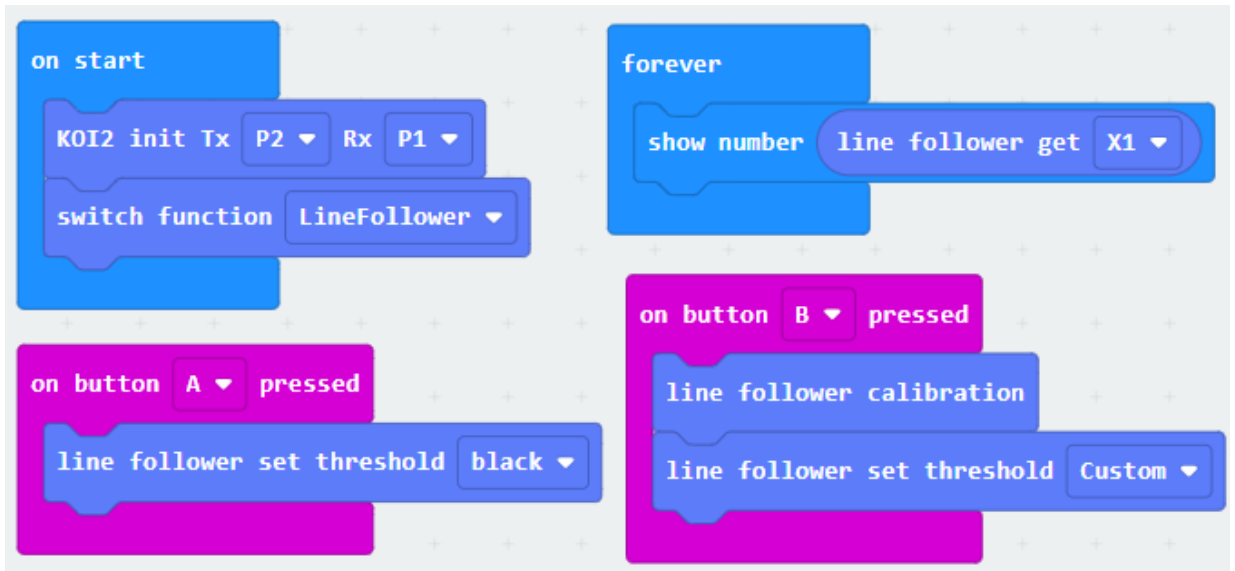 on start
KOI2 init Tx P2 Rx P1
switch function LineFollower
forever
show number line follower get X1
on button A pressed
line follower set threshold black
on button B pressed
line follower calibration
line follower set threshold Custom